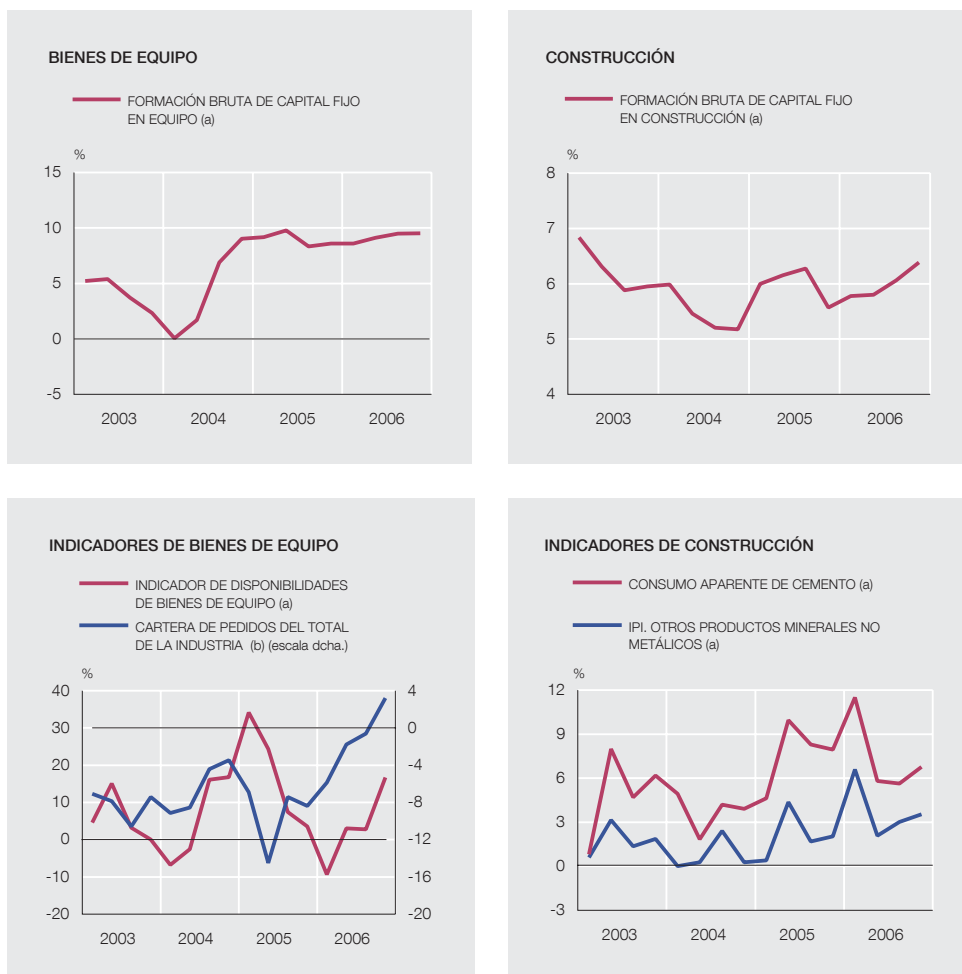 BIENES DE EQUIPO
FORMACIÓN BRUTA DE CAPITAL FIJO
EN EQUIPO (a)
%
15
10
5
0
-5
2003 2004 2005 2006
CONSTRUCCIÓN
FORMACIÓN BRUTA DE CAPITAL FIJO
EN CONSTRUCCIÓN (a)
%
8
7
6
5
4
2003 2004 2005 2006
INDICADORES DE BIENES DE EQUIPO
INDICADOR DE DISPONIBILIDADES
DE BIENES DE EQUIPO (a)
CARTERA DE PEDIDOS DEL TOTAL
DE LA INDUSTRIA (b) (escala dcha.)
%
40 4
30 0
20 -4
10 -8
0 -12
-10 -16
-20 -20
2003 2004 2005 2006
INDICADORES DE CONSTRUCCIÓN
CONSUMO APARENTE DE CEMENTO (a)
IPI. OTROS PRODUCTOS MINERALES NO
METÁLICOS (a)
%
12
9
6
3
0
-3
2003 2004 2005 2006